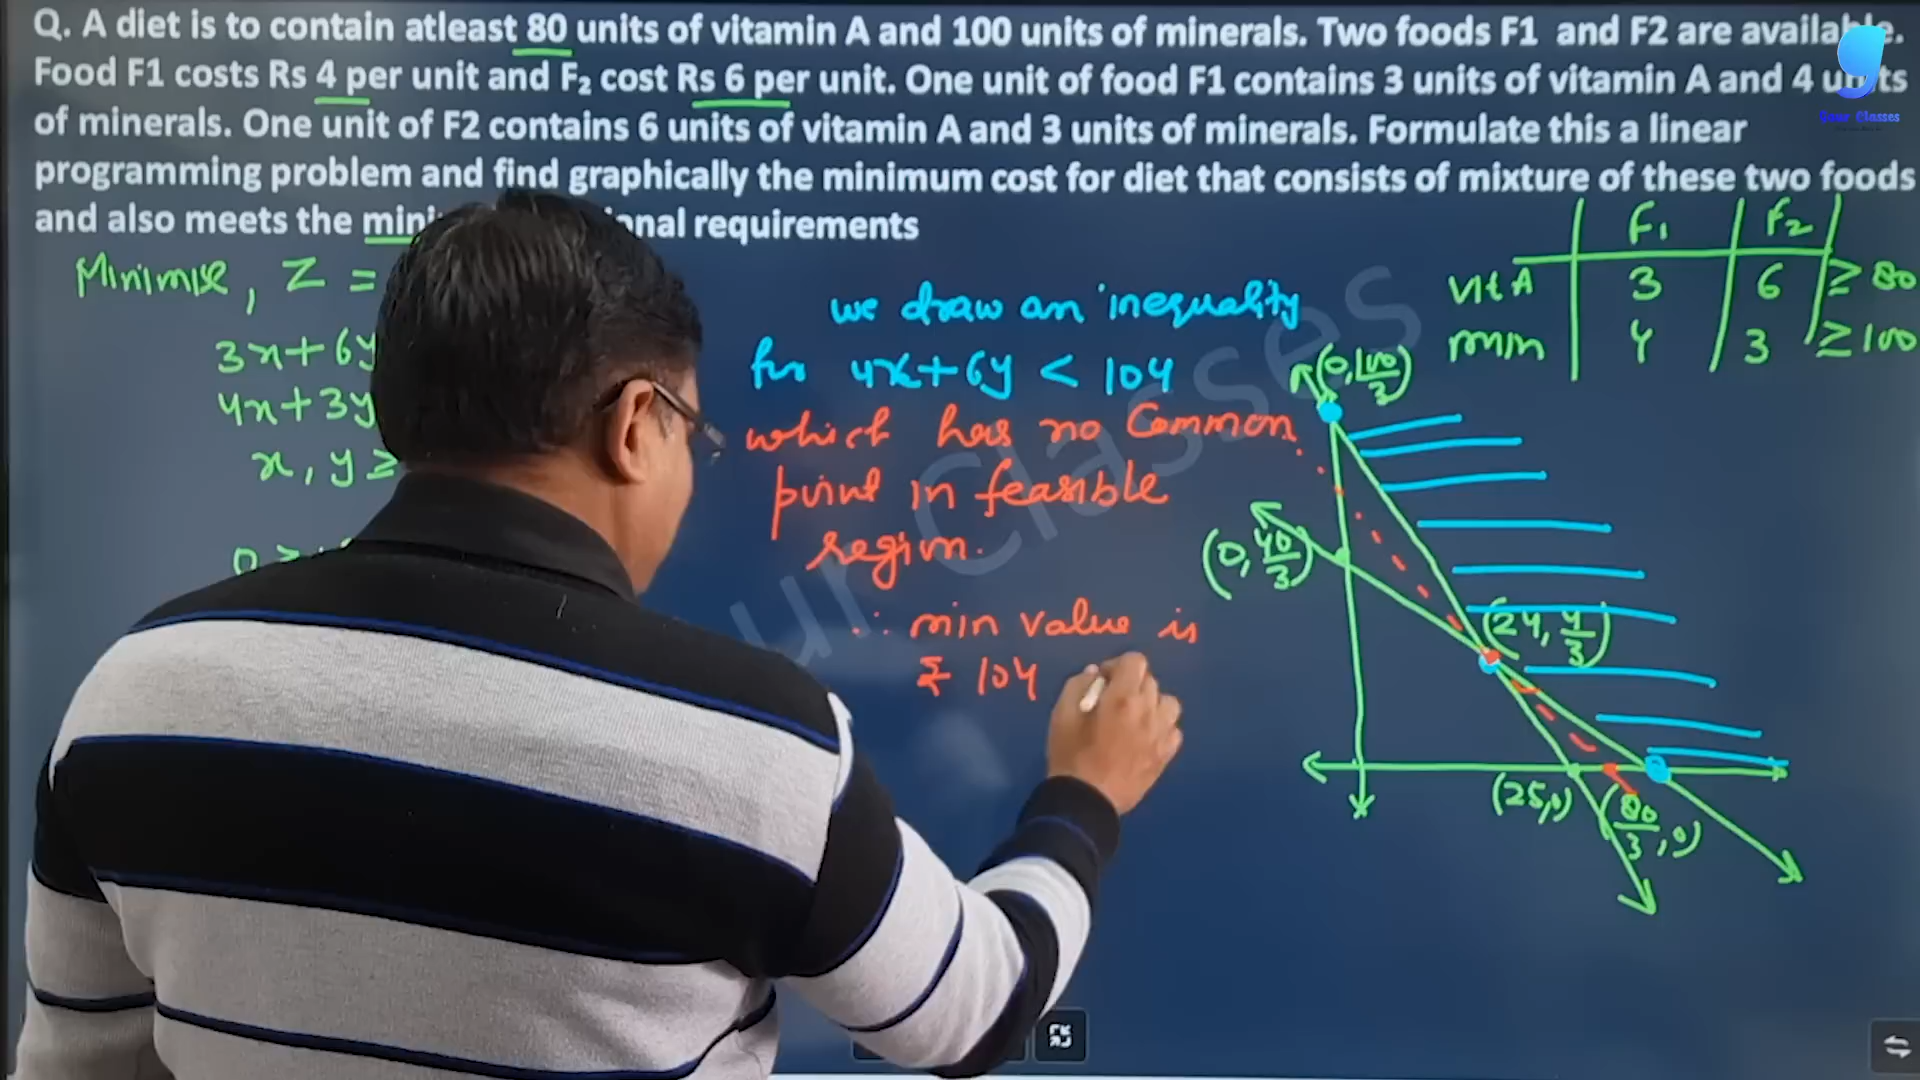 Q. A diet is to contain atleast 80 units of vitamin A and 100 units of minerals. Two foods F1 and F2 are available.
Food F1 costs Rs 4 per unit and F₂ cost Rs 6 per unit. One unit of food F1 contains 3 units of vitamin A and 4 units
of minerals. One unit of F2 contains 6 units of vitamin A and 3 units of minerals. Formulate this a linear
programming problem and find graphically the minimum cost for diet that consists of mixture of these two foods
and also meets the requirements
Gour Classes
Minimise, Z =
3x+6y
4x+3y
x, y ≥
we draw an inequality
for 4x+6y < 104
which has no common
point in feasible
region.
∴ min value is
₹ 104
F₁ F₂
vit A 3 6 ≥ 80
min 4 3 ≥ 100
(0, 100/3)
(0, 40/3)
(24, 4/3)
(25,0)
(80/3, 0)